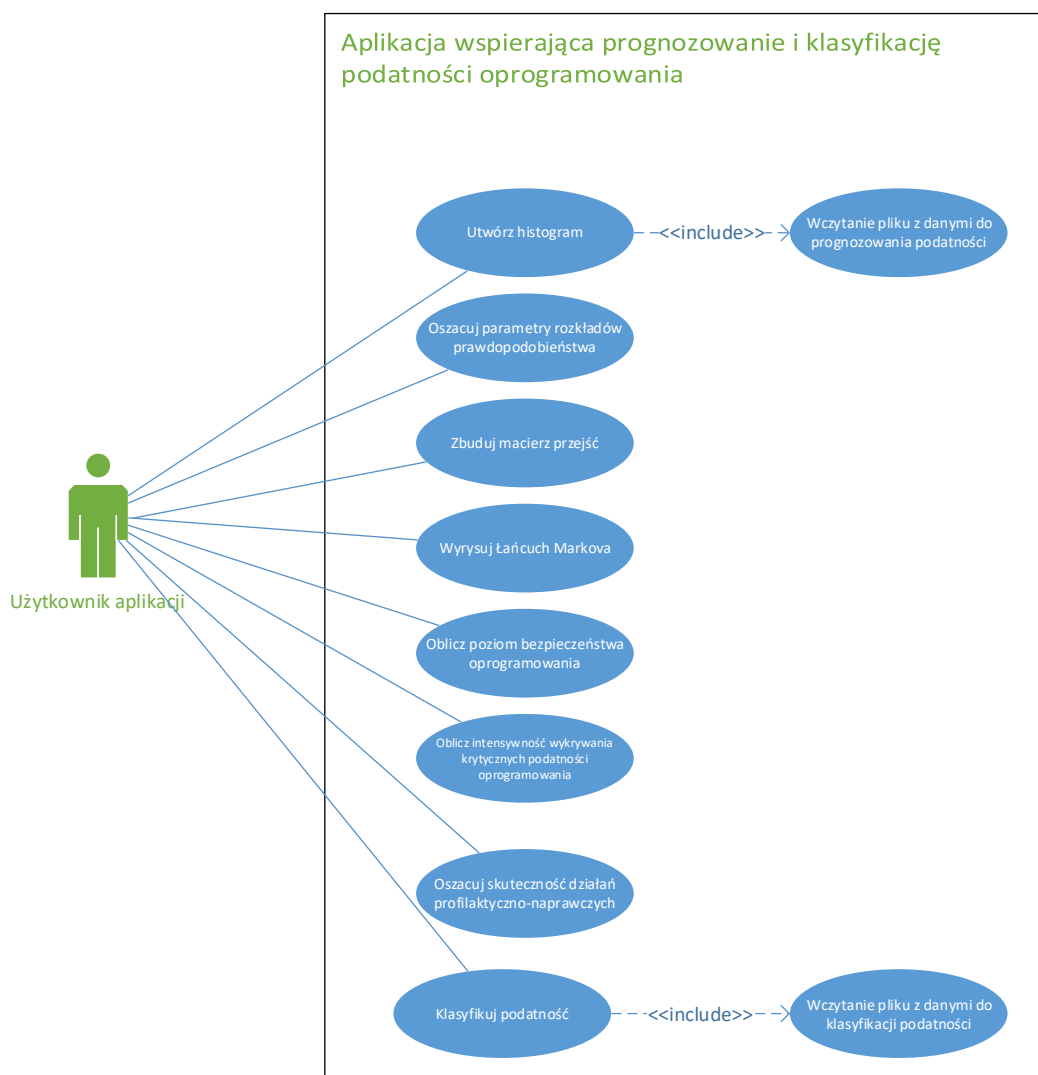 Aplikacja wspierająca prognozowanie i klasyfikację
podatności oprogramowania
Utwórz histogram
<<include>>
Wczytanie pliku z danymi do
prognozowania podatności
Oszacuj parametry rozkładów
prawdopodobieństwa
Zbuduj macierz przejść
Wyrysuj Łańcuch Markova
Użytkownik aplikacji
Oblicz poziom bezpieczeństwa
oprogramowania
Oblicz intensywność wykrywania
krytycznych podatności
oprogramowania
Oszacuj skuteczność działań
profilaktyczno-naprawczych
Klasyfikuj podatność
<<include>>
Wczytanie pliku z danymi do
klasyfikacji podatności